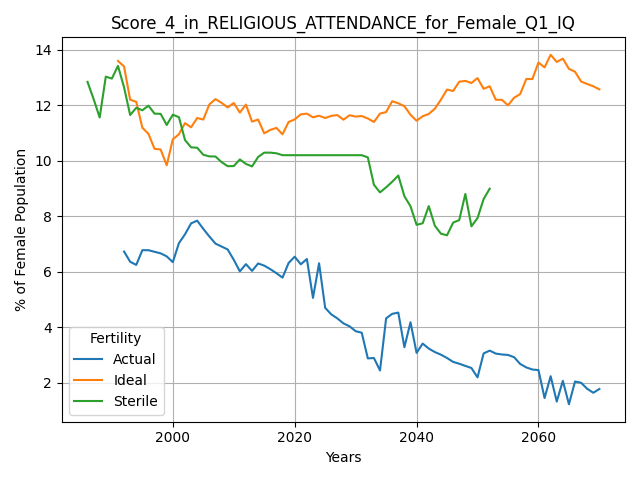 Score_4_in_RELIGIOUS_ATTENDANCE_for_Female_Q1_IQ
% of Female Population
14
12
10
8
6
4
2
Fertility
Actual
Ideal
Sterile
2000
2020
2040
2060
Years